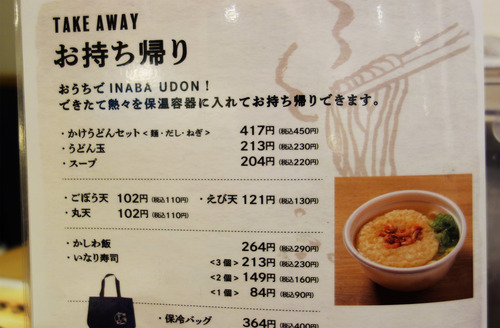 TAKE AWAY
お持ち帰り
おうちで INABA UDON！
できたて熱々を保温容器に入れてお持ち帰りできます。
・かけうどんセット＜麺・だし・ねぎ＞ 417円(税込450円)
・うどん玉 213円(税込230円)
・スープ 204円(税込220円)
・ごぼう天 102円(税込110円) ・えび天 121円(税込130円)
・丸天 102円(税込110円)
・かしわ飯 264円(税込290円)
・いなり寿司 <3個> 213円(税込230円)
<2個> 149円(税込160円)
<1個> 84円(税込90円)
・保冷バッグ 364円(税込400円)